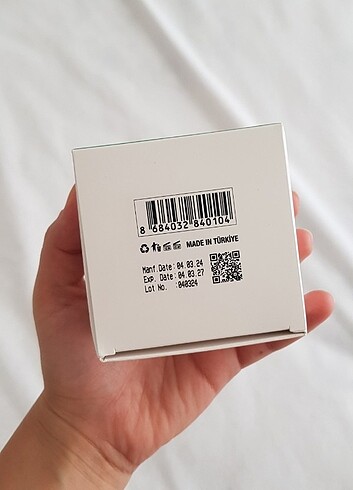 8 684032 840104
MADE IN TÜRKİYE
Manf.Date: 04.03.24
Exp. Date: 04.03.27
Lot No. : 040324